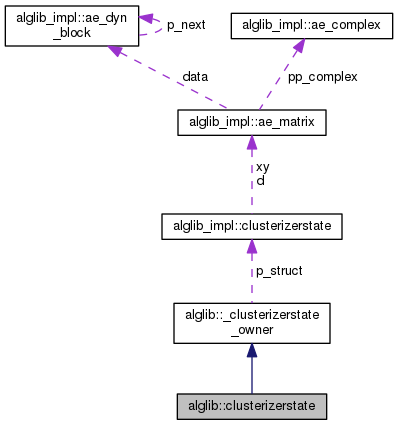 alglib_impl::ae_dyn
_block
p_next
alglib_impl::ae_complex
data
pp_complex
alglib_impl::ae_matrix
xy
d
alglib_impl::clusterizerstate
p_struct
alglib::_clusterizerstate
_owner
alglib::clusterizerstate